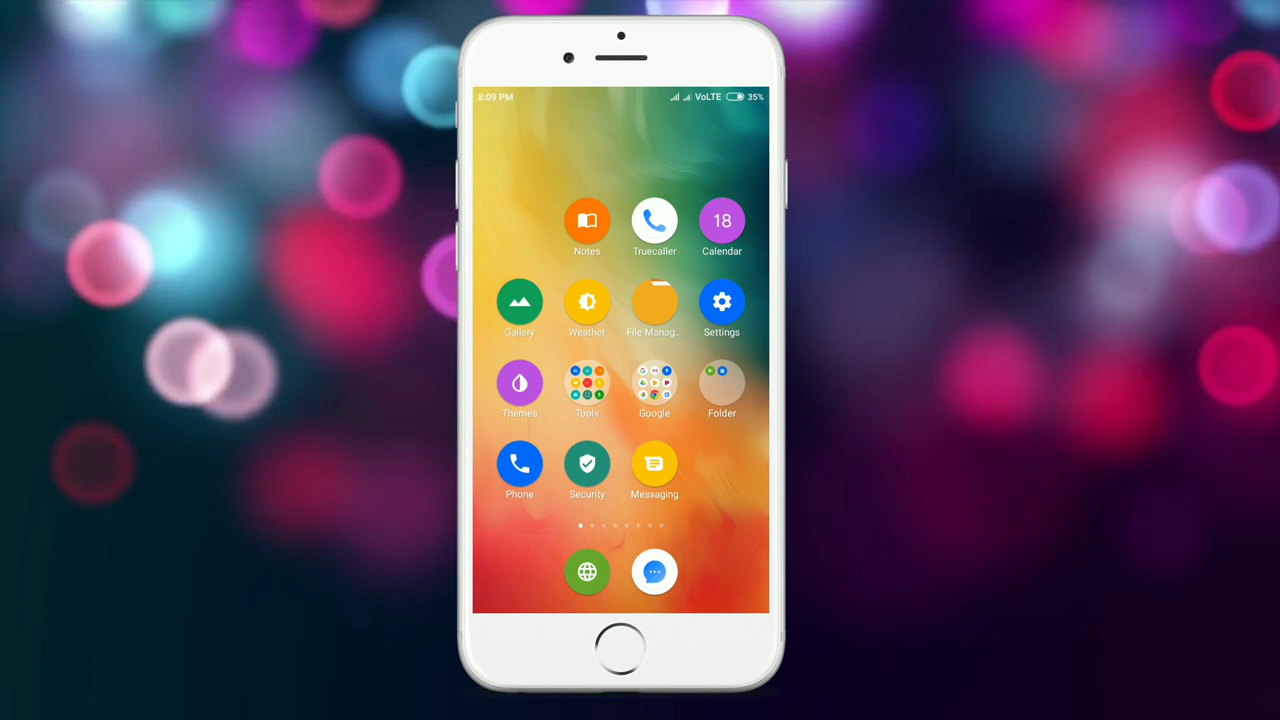 8:09 PM VoLTE 35%
Notes Truecaller 18 Calendar
Gallery Weather File Manag.. Settings
Themes Tools Google Folder
Phone Security Messaging